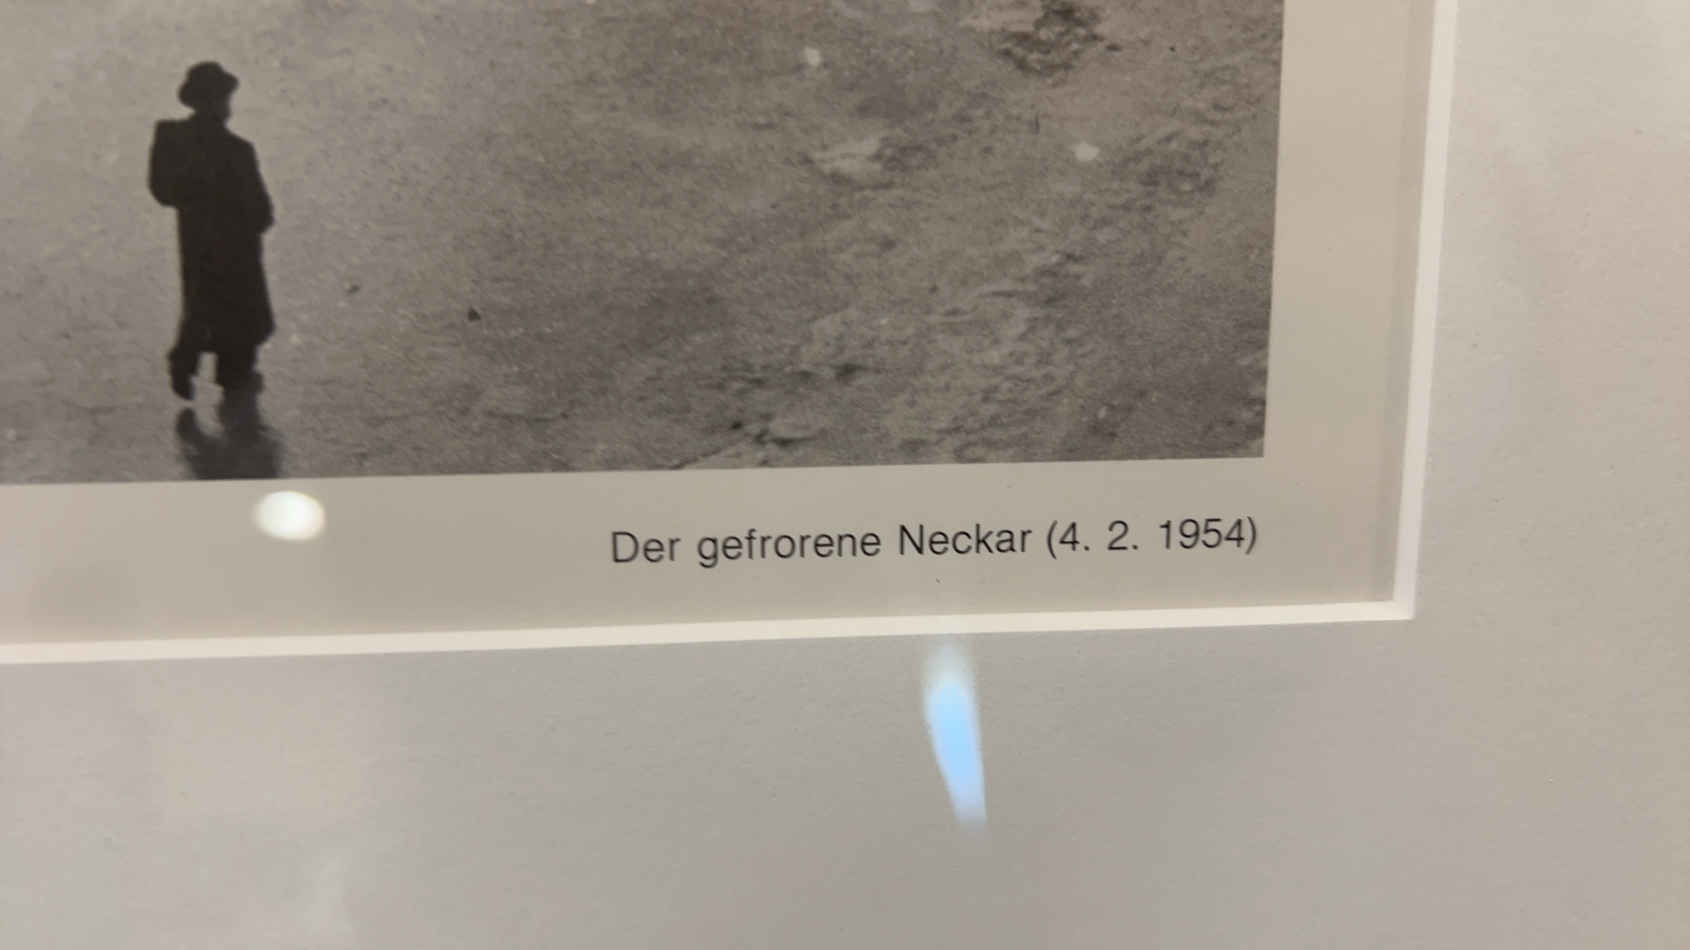 Der gefrorene Neckar (4. 2. 1954)